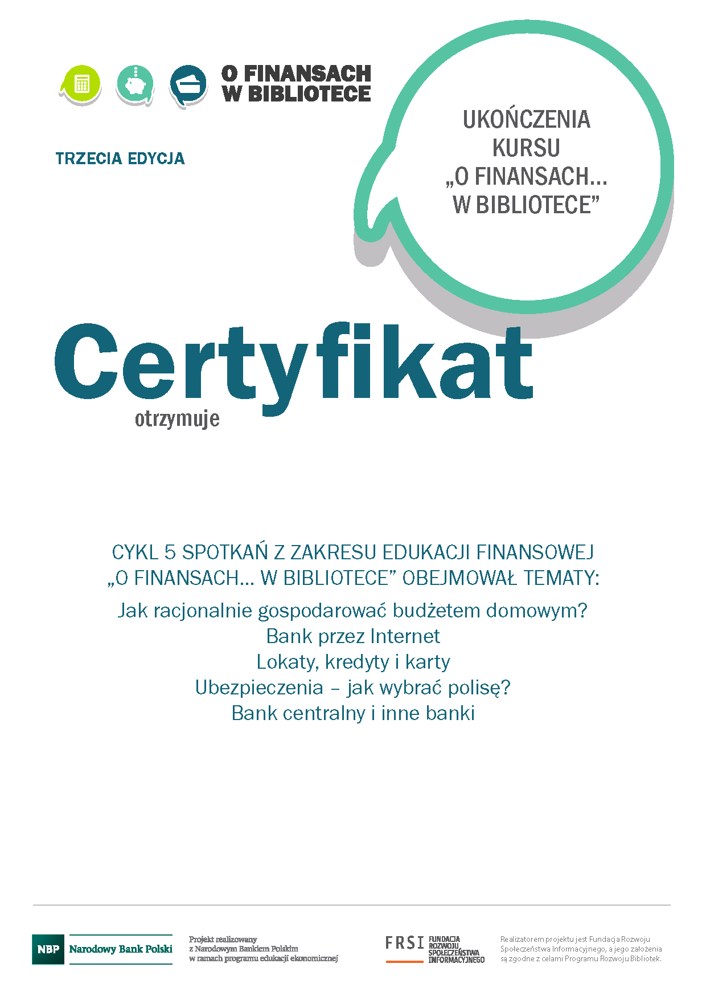 O FINANSACH
W BIBLIOTECE
TRZECIA EDYCJA
UKOŃCZENIA
KURSU
„O FINANSACH...
W BIBLIOTECE”
Certyfikat
otrzymuje
CYKL 5 SPOTKAŃ Z ZAKRESU EDUKACJI FINANSOWEJ
„O FINANSACH... W BIBLIOTECE” OBEJMOWAŁ TEMATY:
Jak racjonalnie gospodarować budżetem domowym?
Bank przez Internet
Lokaty, kredyty i karty
Ubezpieczenia – jak wybrać polisę?
Bank centralny i inne banki
NBP Narodowy Bank Polski
Projekt realizowany
z Narodowym Bankiem Polskim
w ramach programu edukacji ekonomicznej
FRSI
FUNDACJA
ROZWOJU
SPOŁECZEŃSTWA
INFORMACYJNEGO
Realizatorem projektu jest Fundacja Rozwoju
Społeczeństwa Informacyjnego, a jego założenia
są zgodne z celami Programu Rozwoju Bibliotek.